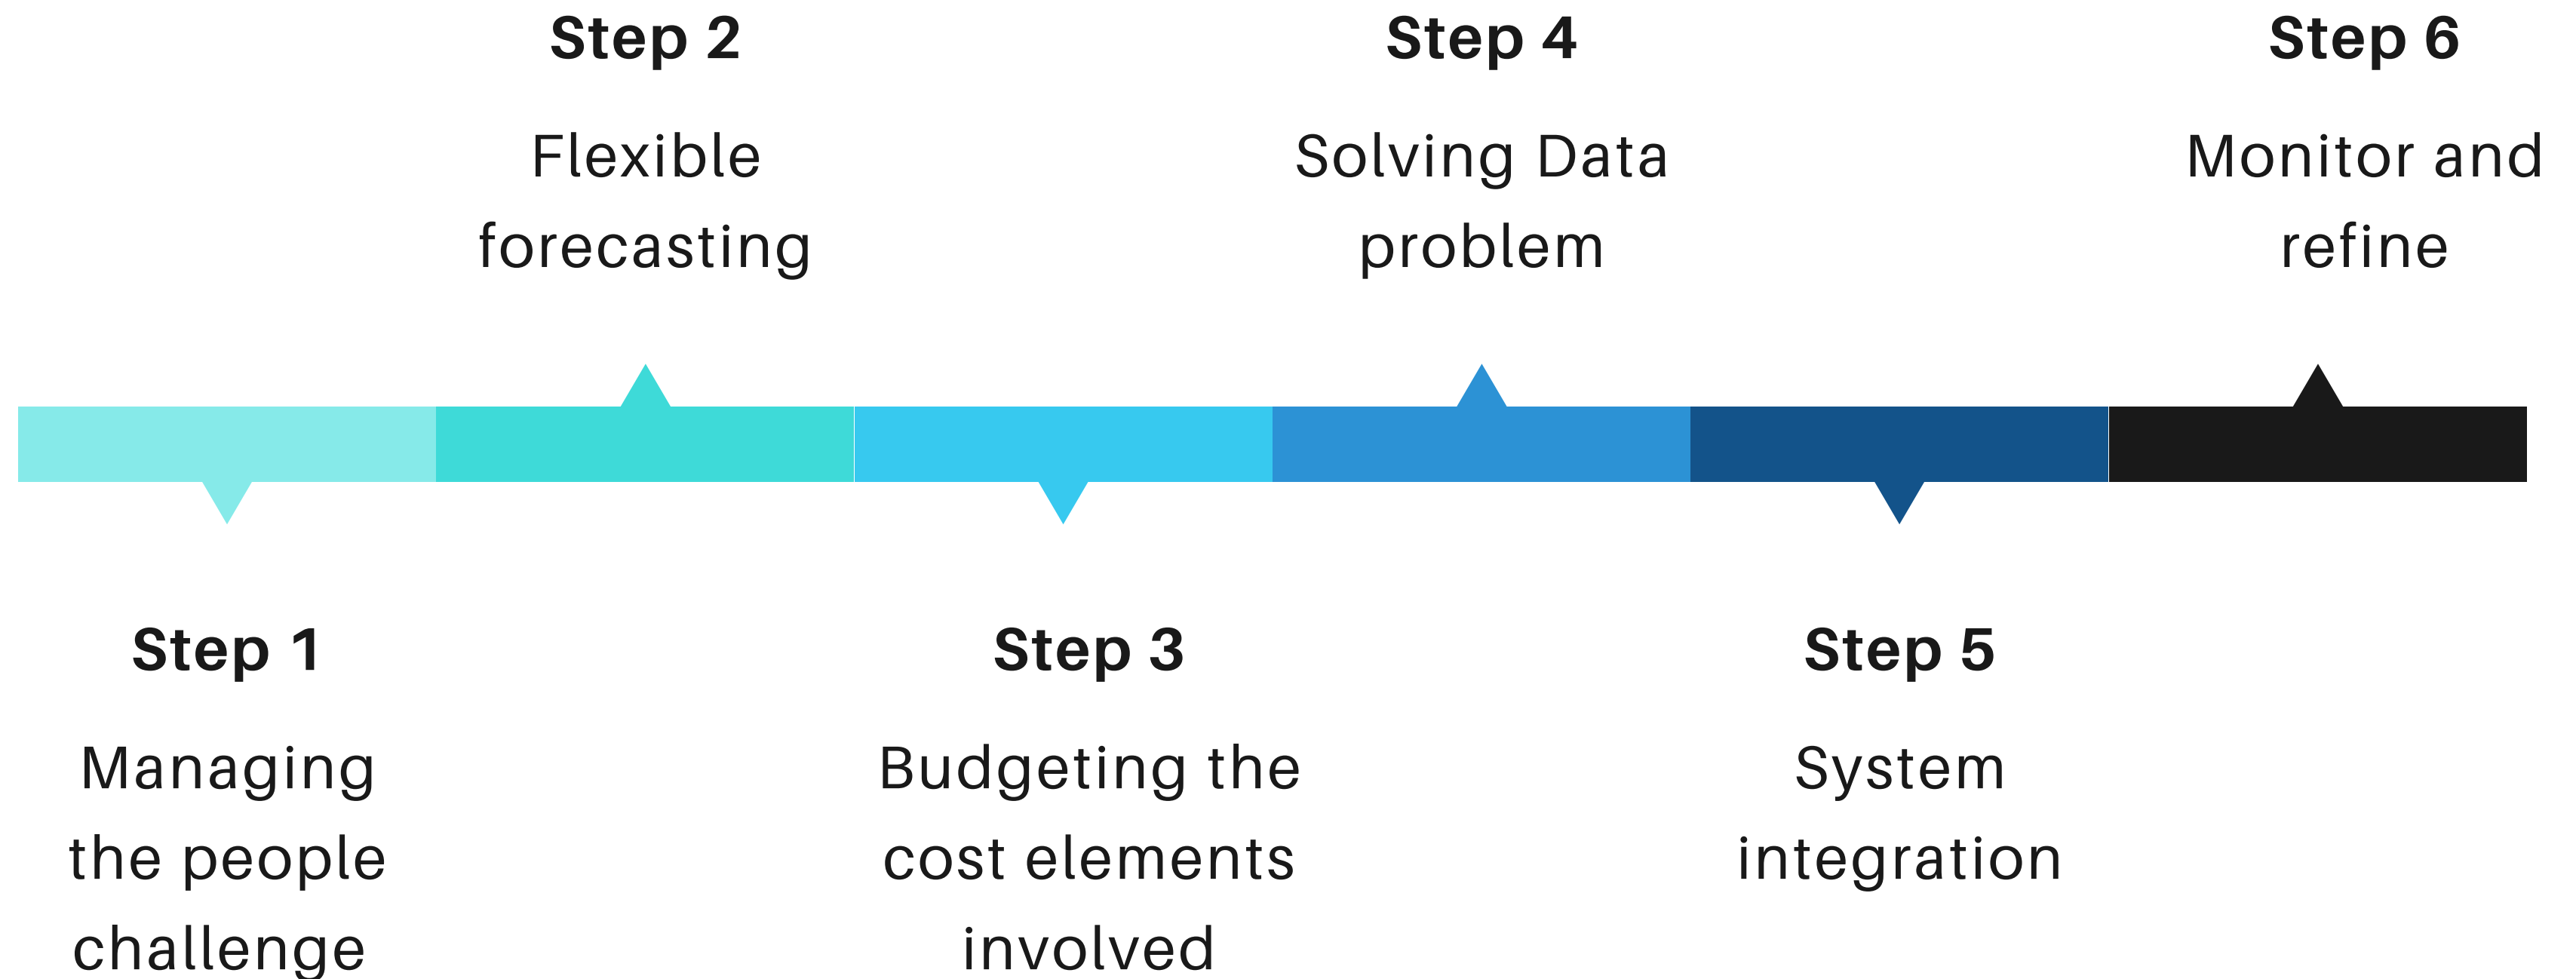 Step 2
Flexible
forecasting
Step 4
Solving Data
problem
Step 6
Monitor and
refine
Step 1
Managing
the people
challenge
Step 3
Budgeting the
cost elements
involved
Step 5
System
integration